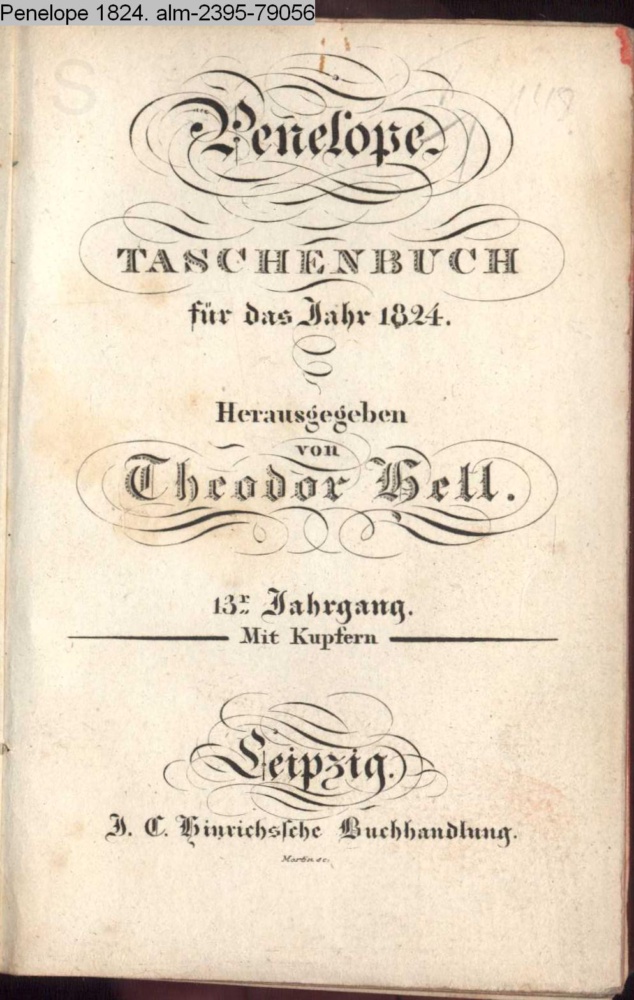 Penelope 1824. alm-2395-79056
Penelope.
TASCHENBUCH
für das Jahr 1824.
Herausgegeben
von
Theodor Hell.
13r Jahrgang.
Mit Kupfern
Leipzig.
J. C. Hinrichssche Buchhandlung.